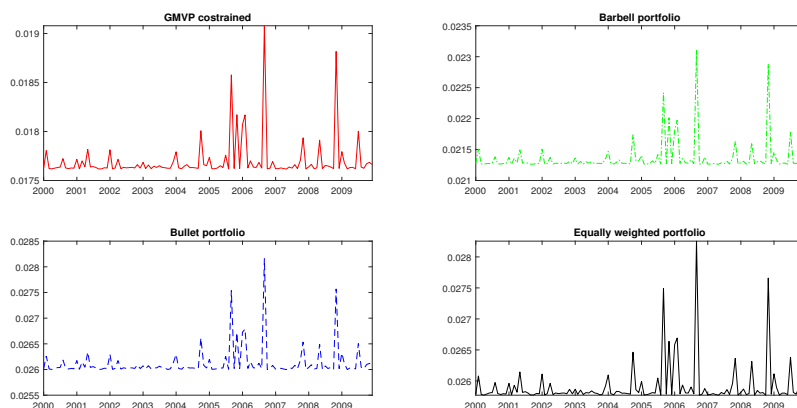 GMVP costrained
0.019
0.0185
0.018
0.0175
2000 2001 2002 2003 2004 2005 2006 2007 2008 2009
Barbell portfolio
0.0235
0.023
0.0225
0.022
0.0215
0.021
2000 2001 2002 2003 2004 2005 2006 2007 2008 2009
Bullet portfolio
0.0285
0.028
0.0275
0.027
0.0265
0.026
0.0255
2000 2001 2002 2003 2004 2005 2006 2007 2008 2009
Equally weighted portfolio
0.028
0.0275
0.027
0.0265
0.026
2000 2001 2002 2003 2004 2005 2006 2007 2008 2009